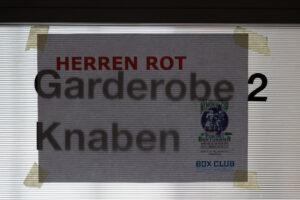 HERREN ROT
Garderobe 2
Knaben
BOX CLUB